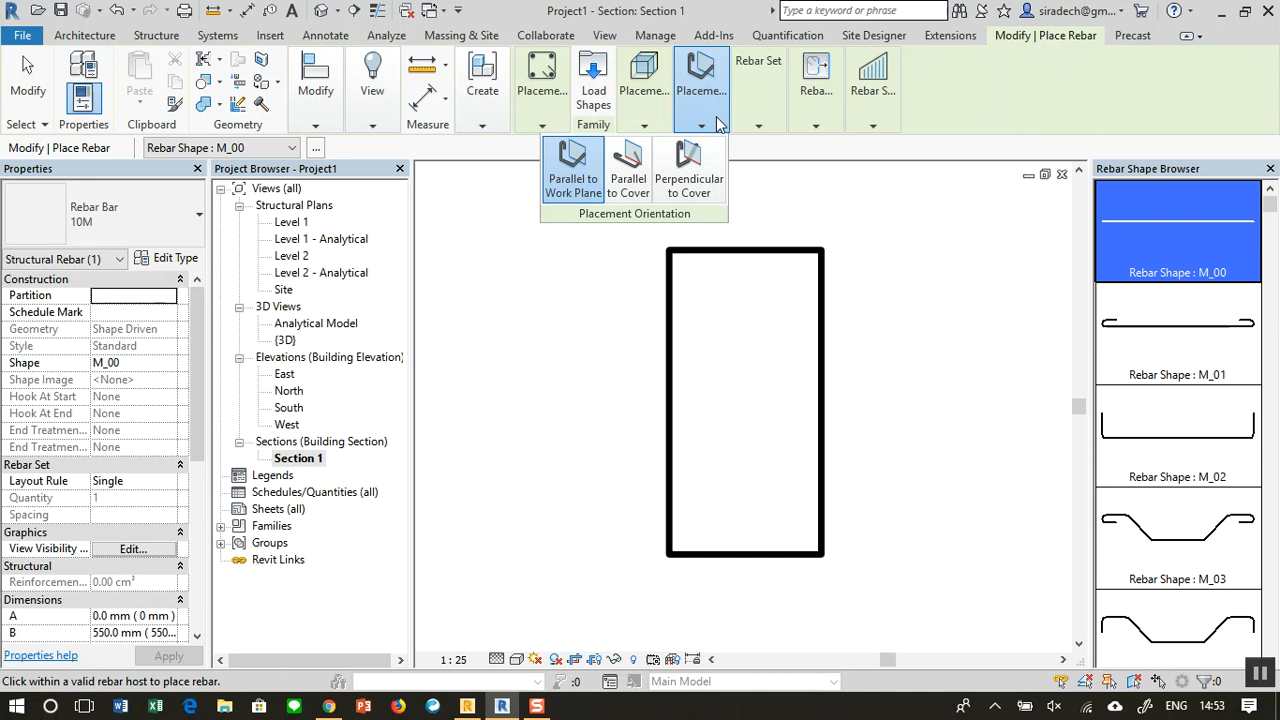 Project1 - Section: Section 1
Type a keyword or phrase
siradech@gm...
File
Architecture
Structure
Systems
Insert
Annotate
Analyze
Massing & Site
Collaborate
View
Manage
Add-Ins
Quantification
Site Designer
Extensions
Modify | Place Rebar
Precast
Modify
Properties
Paste
Modify
View
Create
Placeme...
Load
Shapes
Placeme...
Placeme...
Rebar Set
Reba...
Rebar S...
Select
Properties
Clipboard
Geometry
Measure
Family
Modify | Place Rebar
Rebar Shape : M_00
...
Parallel to
Work Plane
Parallel
to Cover
Perpendicular
to Cover
Placement Orientation
Properties
Rebar Bar
10M
Structural Rebar (1)
Edit Type
Construction
Partition
Schedule Mark
Geometry Shape Driven
Style Standard
Shape M_00
Shape Image <None>
Hook At Start None
Hook At End None
End Treatmen... None
End Treatmen... None
Rebar Set
Layout Rule Single
Quantity 1
Spacing
Graphics
View Visibility ... Edit...
Structural
Reinforcemen... 0.00 cm³
Dimensions
A 0.0 mm ( 0 mm )
B 550.0 mm ( 550...
Properties help
Apply
Project Browser - Project1
Views (all)
Structural Plans
Level 1
Level 1 - Analytical
Level 2
Level 2 - Analytical
Site
3D Views
Analytical Model
{3D}
Elevations (Building Elevation)
East
North
South
West
Sections (Building Section)
Section 1
Legends
Schedules/Quantities (all)
Sheets (all)
Families
Groups
Revit Links
Rebar Shape Browser
Rebar Shape : M_00
Rebar Shape : M_01
Rebar Shape : M_02
Rebar Shape : M_03
1 : 25
Click within a valid rebar host to place rebar.
:0
Main Model
:0
14:53